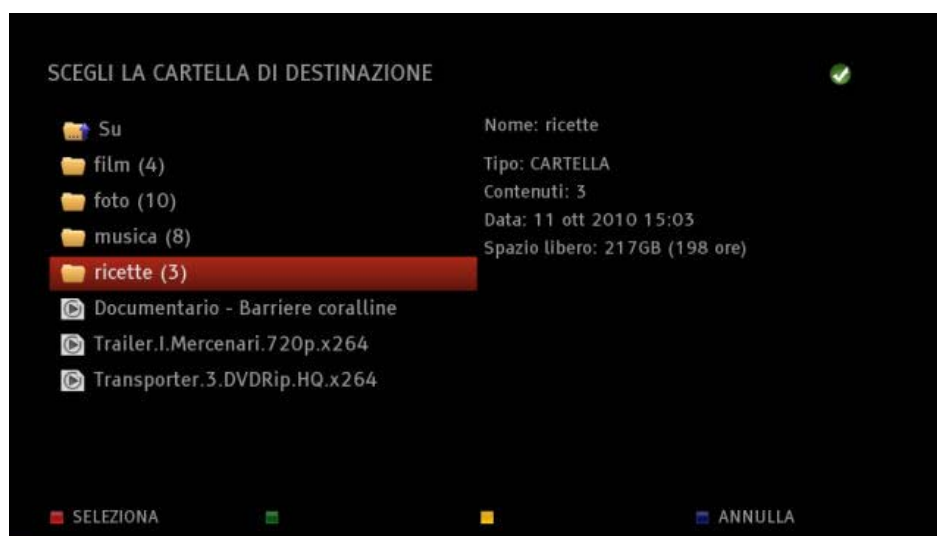 SCEGLI LA CARTELLA DI DESTINAZIONE
Su
film (4)
foto (10)
musica (8)
ricette (3)
Documentario - Barriere coralline
Trailer.I.Mercenari.720p.x264
Transporter.3.DVDRip.HQ.x264
Nome: ricette
Tipo: CARTELLA
Contenuti: 3
Data: 11 ott 2010 15:03
Spazio libero: 217GB (198 ore)
SELEZIONA
ANNULLA